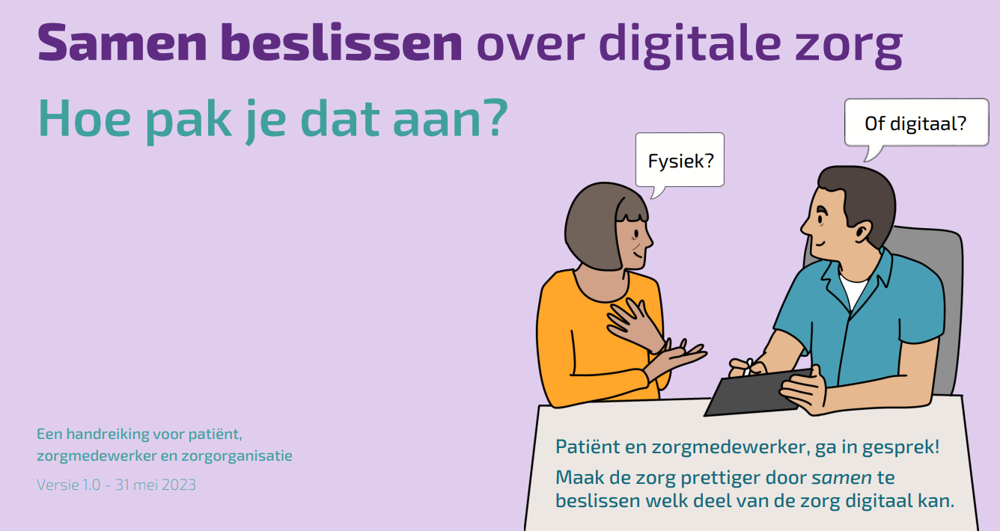 Samen beslissen over digitale zorg
Hoe pak je dat aan?
Of digitaal?
Fysiek?
Een handreiking voor patiënt,
zorgmedewerker en zorgorganisatie
Versie 1.0 - 31 mei 2023
Patiënt en zorgmedewerker, ga in gesprek!
Maak de zorg prettiger door samen te
beslissen welk deel van de zorg digitaal kan.